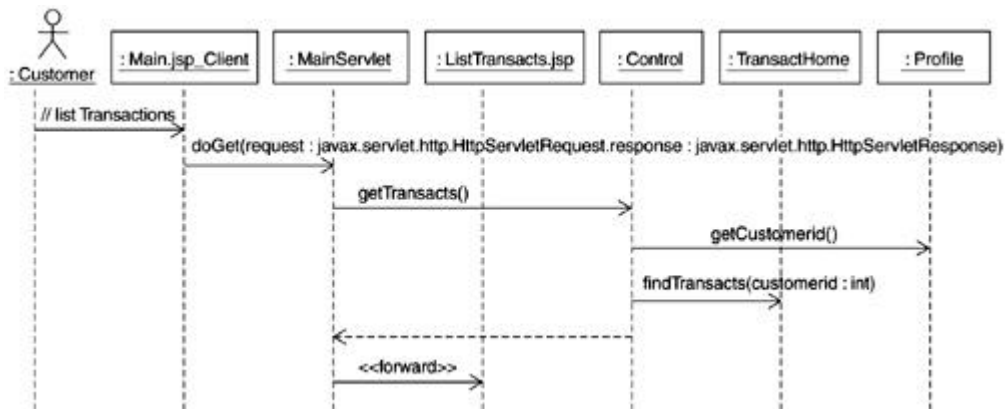 : Customer
: Main.jsp_Client
: MainServlet
: ListTransacts.jsp
: Control
: TransactHome
: Profile
// list Transactions
doGet(request : javax.servlet.http.HttpServletRequest.response : javax.servlet.http.HttpServletResponse)
getTransacts()
getCustomerid()
findTransacts(customerid : int)
<<forward>>